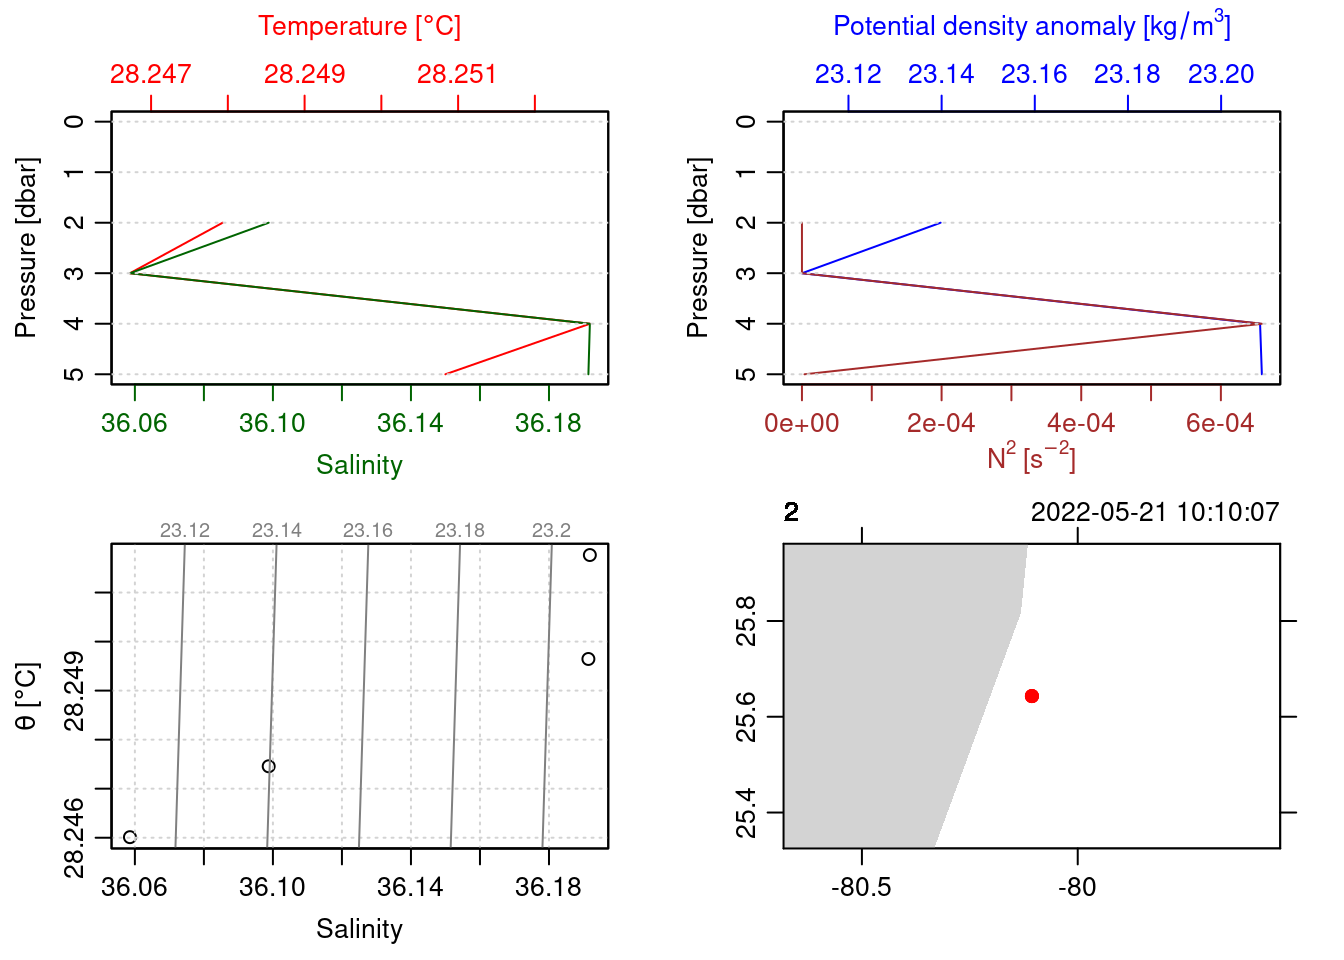 Temperature [°C]
28.247 28.249 28.251
0 1 2 3 4 5
Pressure [dbar]
36.06 36.10 36.14 36.18
Salinity
Potential density anomaly [kg/m³]
23.12 23.14 23.16 23.18 23.20
0 1 2 3 4 5
Pressure [dbar]
0e+00 2e-04 4e-04 6e-04
N² [s⁻²]
23.12 23.14 23.16 23.18 23.2
28.246 28.249
θ [°C]
36.06 36.10 36.14 36.18
Salinity
2 2022-05-21 10:10:07
25.4 25.6 25.8
-80.5 -80